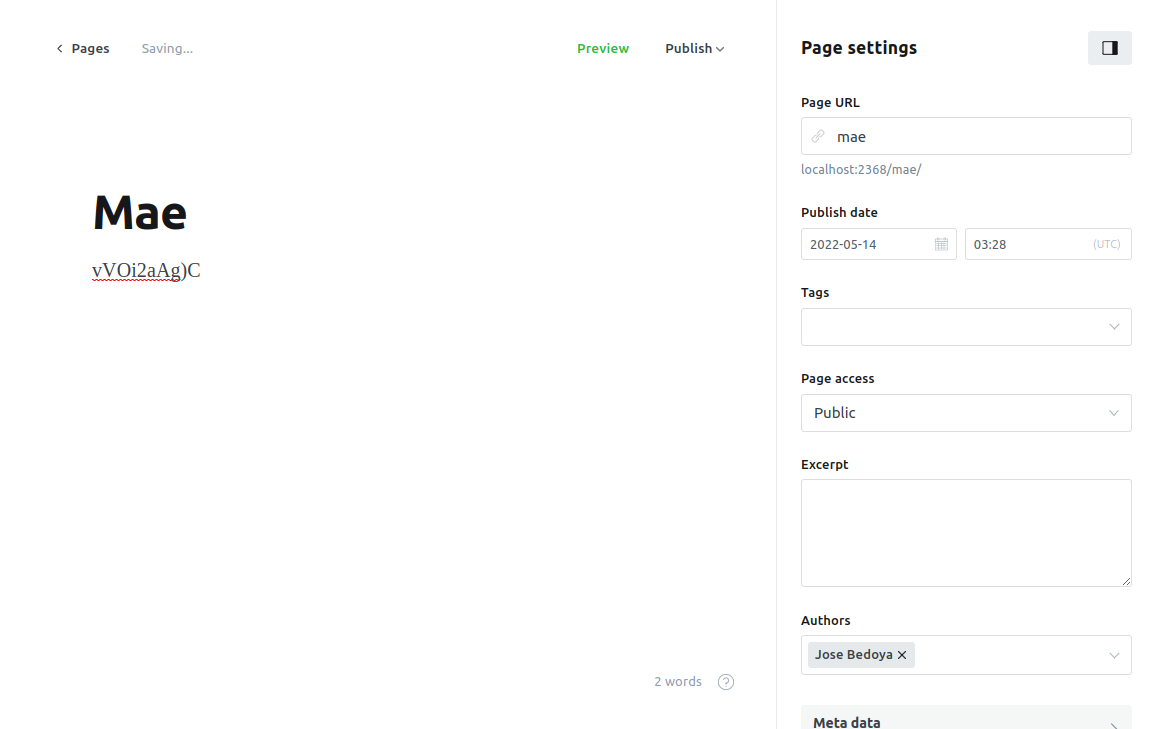 Pages
Saving...
Preview
Publish
Page settings
Page URL
mae
localhost:2368/mae/
Mae
vVOi2aAg)C
Publish date
2022-05-14
03:28
(UTC)
Tags
Page access
Public
Excerpt
Authors
Jose Bedoya
2 words
?
Meta data